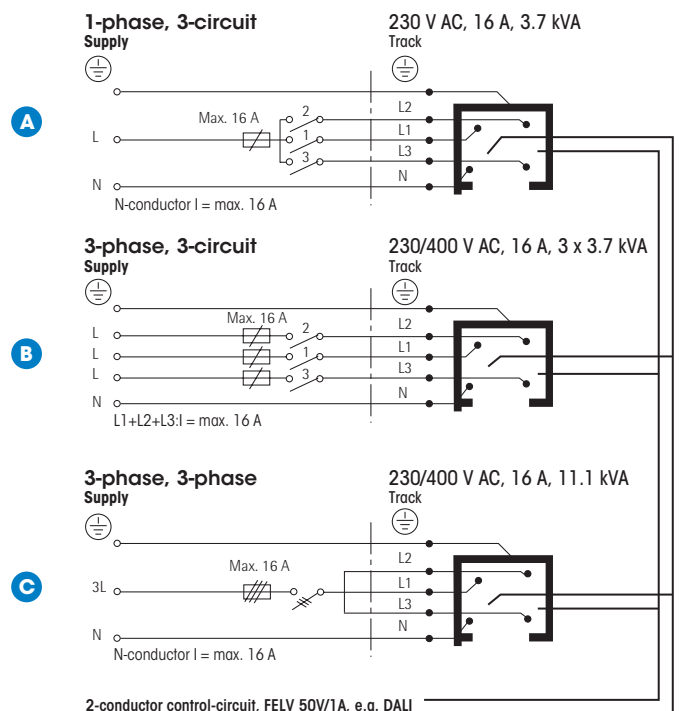 1-phase, 3-circuit
Supply
230 V AC, 16 A, 3.7 kVA
Track
A
Max. 16 A
2
L2
L
1
L1
3
L3
N
N
N-conductor I = max. 16 A
3-phase, 3-circuit
Supply
230/400 V AC, 16 A, 3 x 3.7 kVA
Track
B
Max. 16 A
L
2
L2
L
1
L1
L
3
L3
N
N
L1+L2+L3:I = max. 16 A
3-phase, 3-phase
Supply
230/400 V AC, 16 A, 11.1 kVA
Track
C
Max. 16 A
L2
3L
L1
L3
N
N
N-conductor I = max. 16 A
2-conductor control-circuit, FELV 50V/1A, e.g. DALI